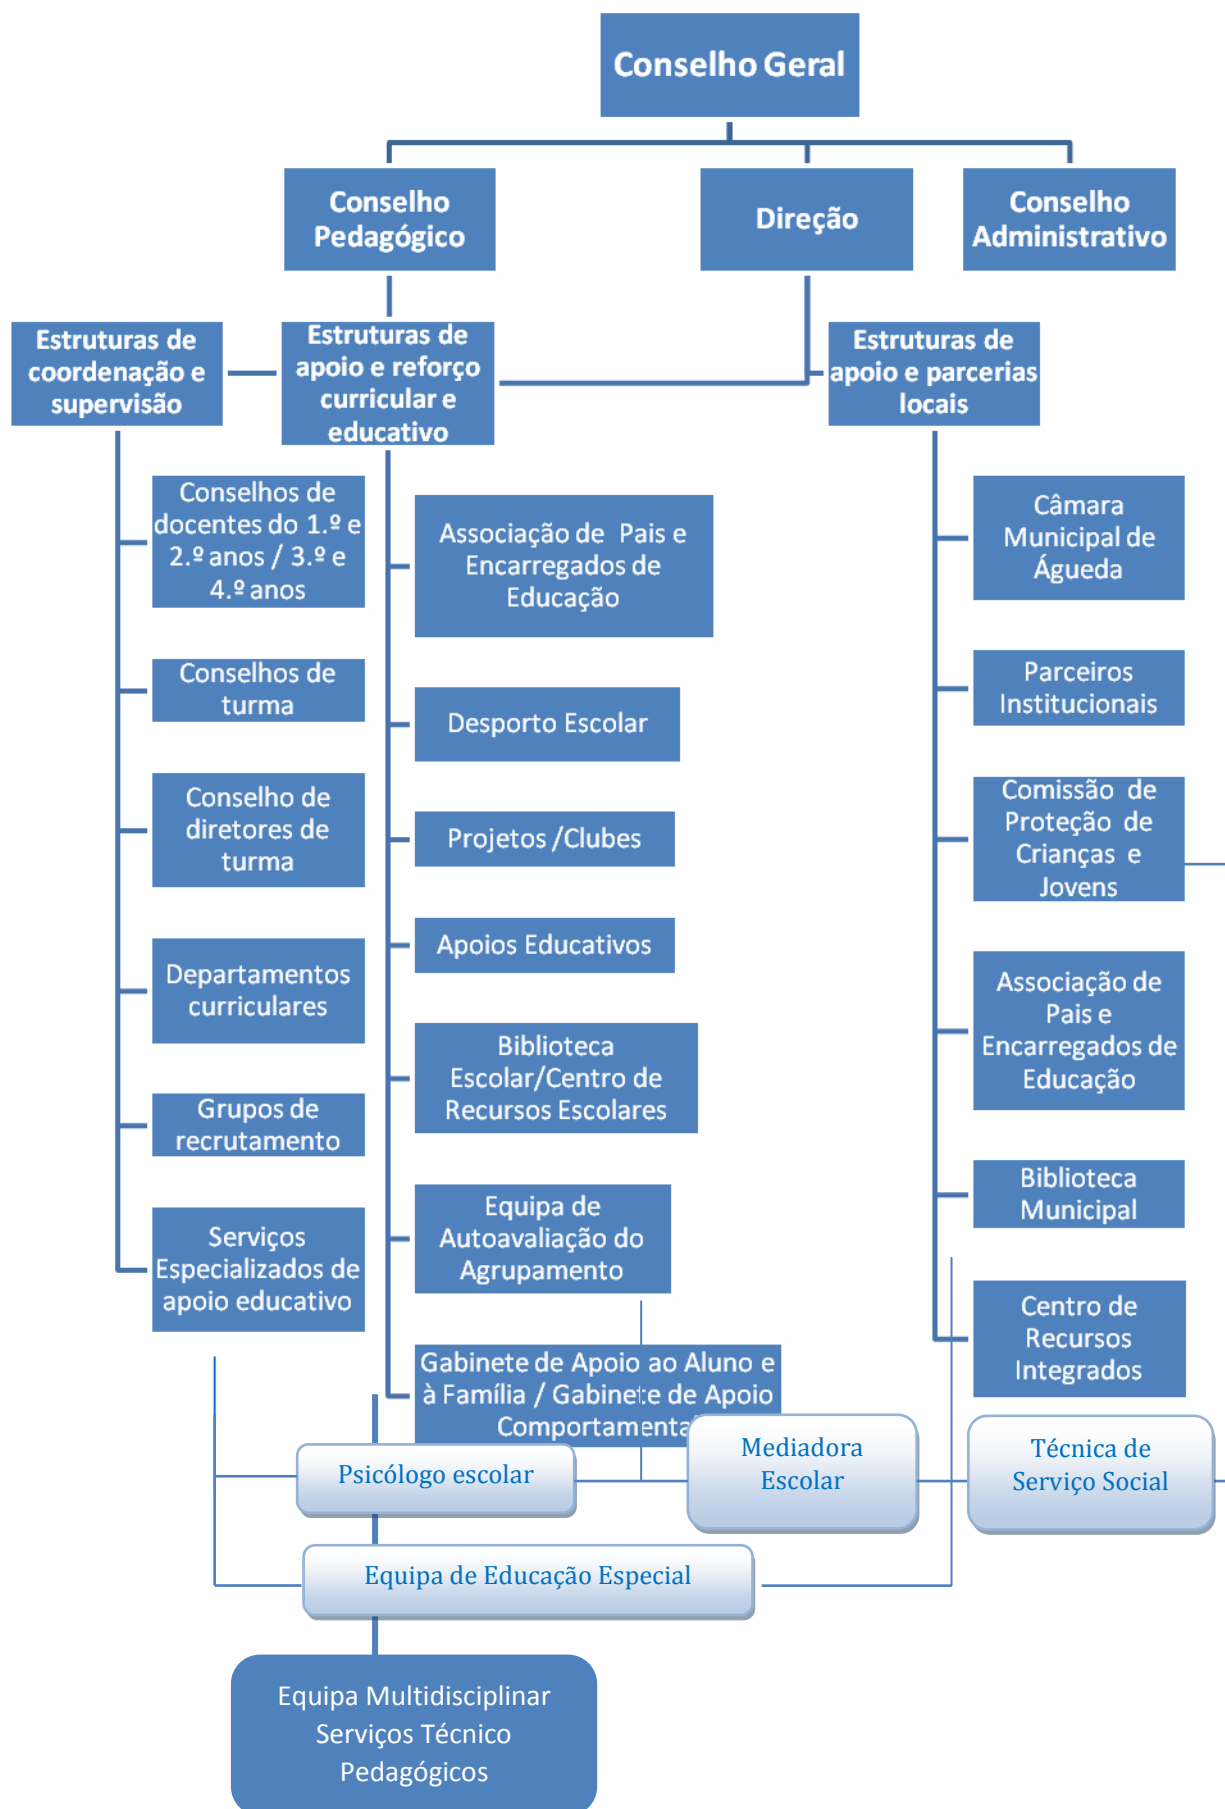 Conselho Geral
Conselho
Pedagógico
Direção
Conselho
Administrativo
Estruturas de
coordenação e
supervisão
Estruturas de
apoio e reforço
curricular e
educativo
Estruturas de
apoio e parcerias
locais
Conselhos de
docentes do 1.º e
2.º anos / 3.º e
4.º anos
Conselhos de
turma
Conselho de
diretores de
turma
Departamentos
curriculares
Grupos de
recrutamento
Serviços
Especializados de
apoio educativo
Associação de Pais e
Encarregados de
Educação
Desporto Escolar
Projetos /Clubes
Apoios Educativos
Biblioteca
Escolar/Centro de
Recursos Escolares
Equipa de
Autoavaliação do
Agrupamento
Gabinete de Apoio ao Aluno e
à Família / Gabinete de Apoio
Comportamental
Câmara
Municipal de
Águeda
Parceiros
Institucionais
Comissão de
Proteção de
Crianças e
Jovens
Associação de
Pais e
Encarregados de
Educação
Biblioteca
Municipal
Centro de
Recursos
Integrados
Psicólogo escolar
Mediadora
Escolar
Técnica de
Serviço Social
Equipa de Educação Especial
Equipa Multidisciplinar
Serviços Técnico
Pedagógicos